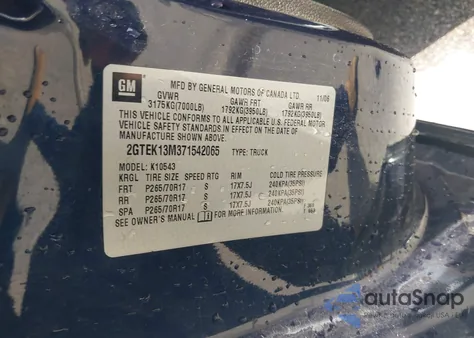 GM
MFD BY GENERAL MOTORS OF CANADA LTD. 11/06
GVWR GAWR FRT GAWR RR
3175KG(7000LB) 1792KG(3950LB) 1792KG(3950LB)
THIS VEHICLE CONFORMS TO ALL APPLICABLE U.S. FEDERAL MOTOR
VEHICLE SAFETY STANDARDS IN EFFECT ON THE DATE OF
MANUFACTURE SHOWN ABOVE.
2GTEK13M371542065 TYPE: TRUCK
MODEL: K10543
KRGL TIRE SIZE SPEED RTG RIM COLD TIRE PRESSURE
FRT P265/70R17 S 17X7.5J 240KPA(35PSI)
RR P265/70R17 S 17X7.5J 240KPA(35PSI)
SPA P265/70R17 S 17X7.5J 240KPA(35PSI)
SEE OWNER'S MANUAL FOR MORE INFORMATION.
autoSnap